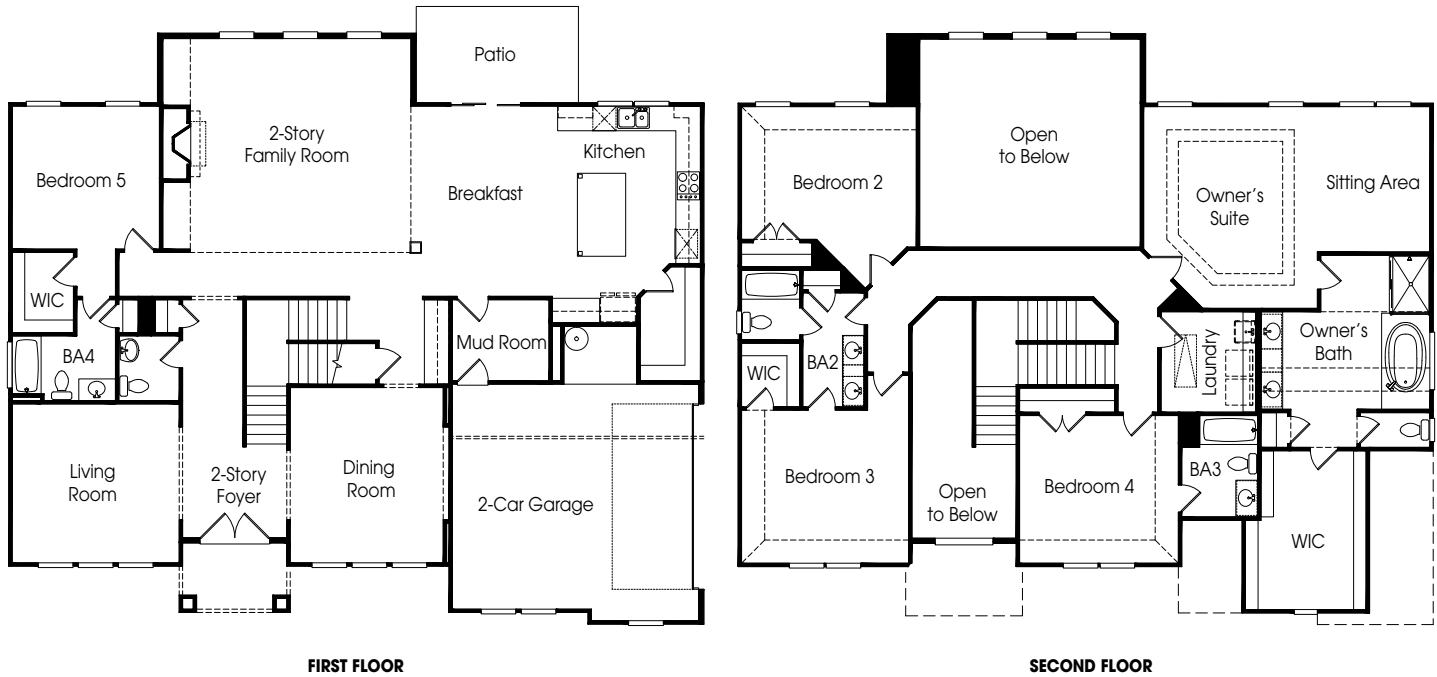 Patio
2-Story
Family Room
Kitchen
Bedroom 5
Breakfast
WIC
BA4
Mud Room
Living
Room
2-Story
Foyer
Dining
Room
2-Car Garage
FIRST FLOOR
Open
to Below
Bedroom 2
Owner's
Suite
Sitting Area
WIC
BA2
Laundry
Owner's
Bath
Bedroom 3
Open
to Below
Bedroom 4
BA3
WIC
SECOND FLOOR